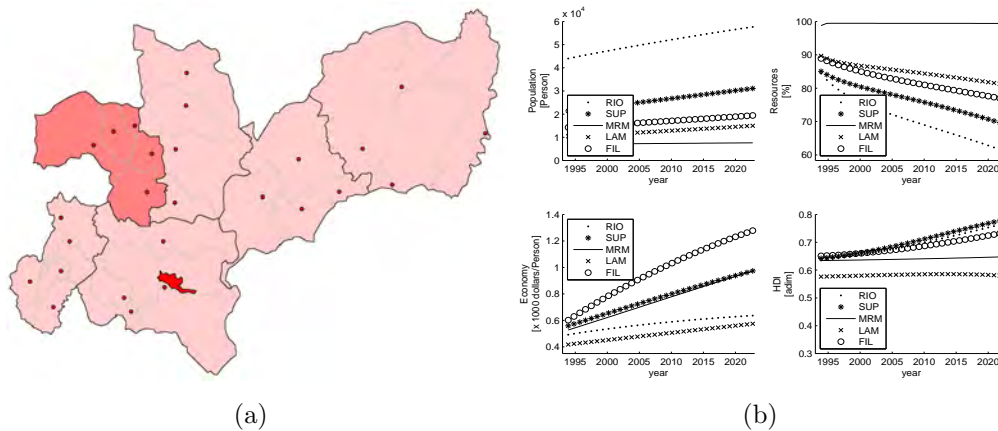 x 10⁴
6
5
4
3
2
1
0
Population
[Person]
RIO
SUP
MRM
LAM
FIL
1995 2000 2005 2010 2015 2020
year
100
90
80
70
60
Resources
[%]
RIO
SUP
MRM
LAM
FIL
1995 2000 2005 2010 2015 2020
year
1.4
1.2
1
0.8
0.6
0.4
Economy
[x 1000 dollars/Person]
RIO
SUP
MRM
LAM
FIL
1995 2000 2005 2010 2015 2020
year
0.8
0.7
0.6
0.5
0.4
0.3
HDI
[adim]
RIO
SUP
MRM
LAM
FIL
1995 2000 2005 2010 2015 2020
year
(a)
(b)